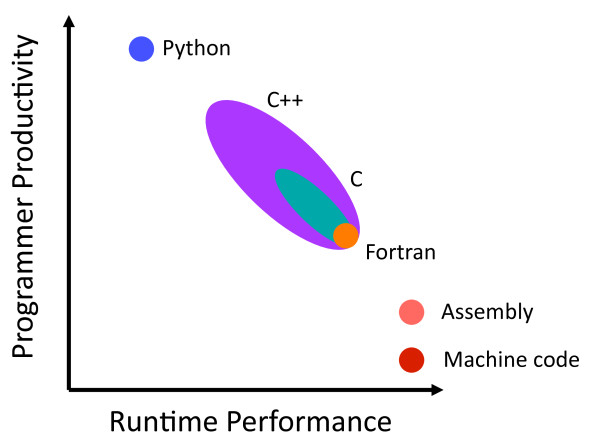 Python
C++
C
Fortran
Assembly
Machine code
Programmer Productivity
Runtime Performance